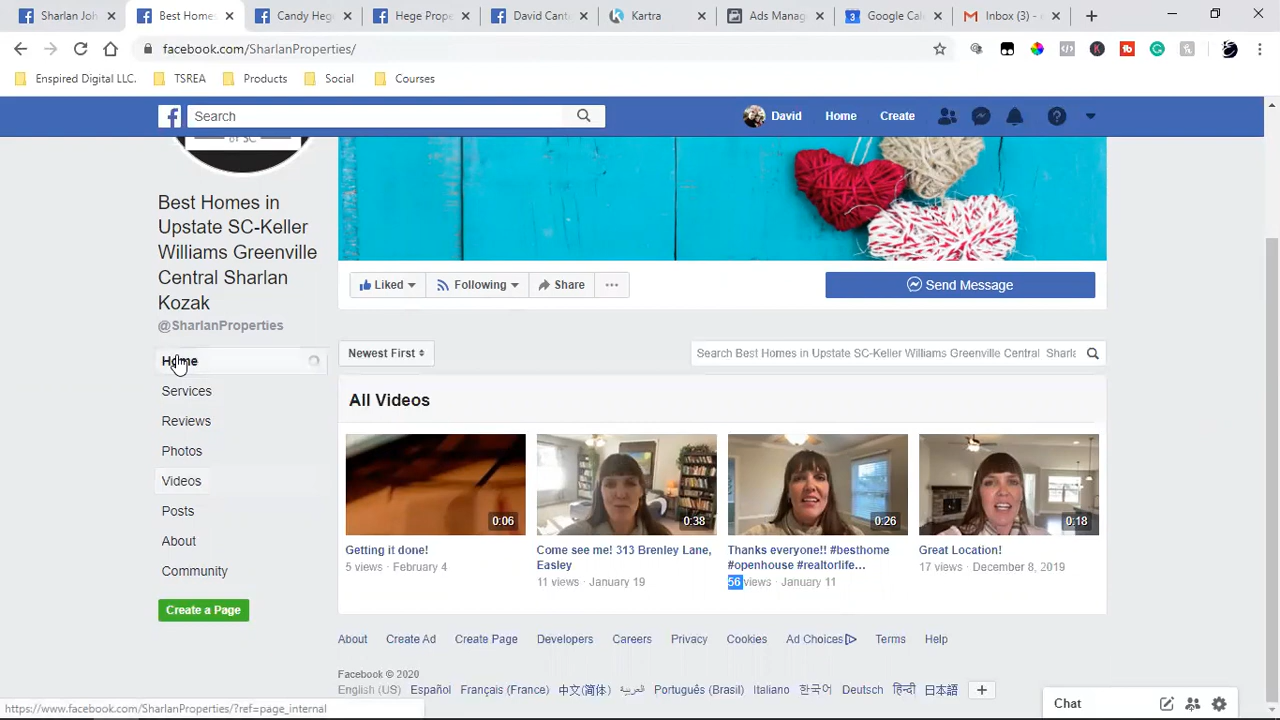 Sharlan Joh
Best Homes
Candy Heg
Hege Prope
David Cant
Kartra
Ads Manag
Google Cal
Inbox (3) -
facebook.com/SharlanProperties/
Enspired Digital LLC.
TSREA
Products
Social
Courses
Search
David
Home
Create
OF SC
Best Homes in
Upstate SC-Keller
Williams Greenville
Central Sharlan
Kozak
@SharlanProperties
Liked
Following
Share
Send Message
Home
Services
Reviews
Photos
Videos
Posts
About
Community
Create a Page
Newest First
Search Best Homes in Upstate SC-Keller Williams Greenville Central Sharla
All Videos
0:06
0:38
0:26
0:18
Getting it done!
5 views · February 4
Come see me! 313 Brenley Lane,
Easley
11 views · January 19
Thanks everyone!! #besthome
#openhouse #realtorlife...
56 views · January 11
Great Location!
17 views · December 8, 2019
About Create Ad Create Page Developers Careers Privacy Cookies Ad Choices Terms Help
Facebook © 2020
English (US) Español Français (France) 中文(简体) العربية Português (Brasil) Italiano 한국어 Deutsch हिन्दी 日本語
Chat
https://www.facebook.com/SharlanProperties/?ref=page_internal